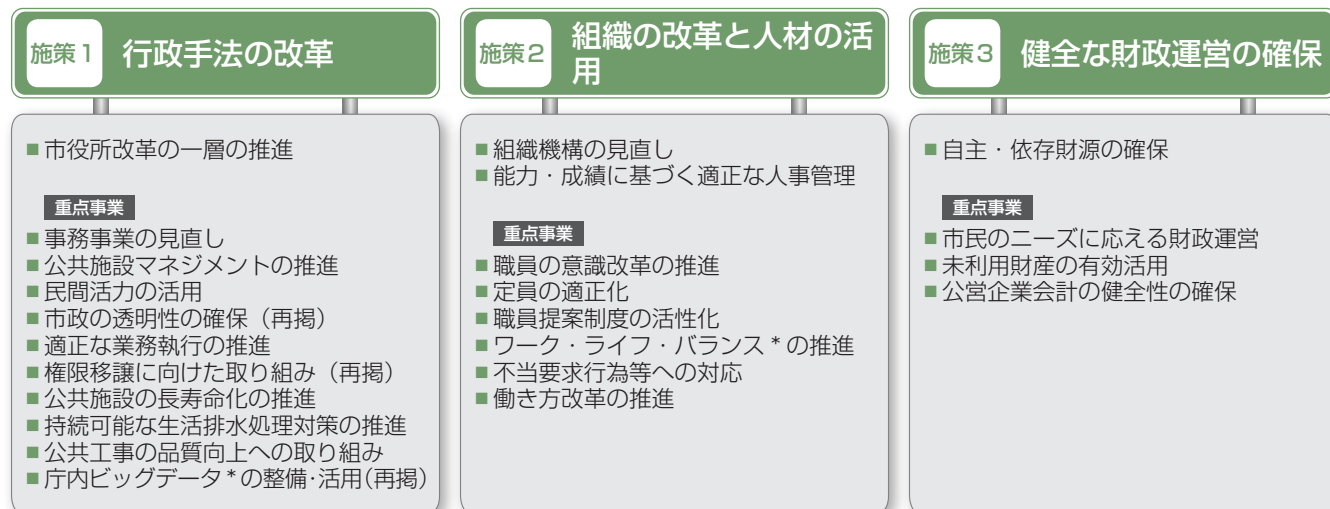 施策1
行政手法の改革
■市役所改革の一層の推進
重点事業
■事務事業の見直し
■公共施設マネジメントの推進
■民間活力の活用
■市政の透明性の確保（再掲）
■適正な業務執行の推進
■権限移譲に向けた取り組み（再掲）
■公共施設の長寿命化の推進
■持続可能な生活排水処理対策の推進
■公共工事の品質向上への取り組み
■庁内ビッグデータ*の整備・活用（再掲）
施策2
組織の改革と人材の活
用
■組織機構の見直し
■能力・成績に基づく適正な人事管理
重点事業
■職員の意識改革の推進
■定員の適正化
■職員提案制度の活性化
■ワーク・ライフ・バランス*の推進
■不当要求行為等への対応
■働き方改革の推進
施策3
健全な財政運営の確保
■自主・依存財源の確保
重点事業
■市民のニーズに応える財政運営
■未利用財産の有効活用
■公営企業会計の健全性の確保